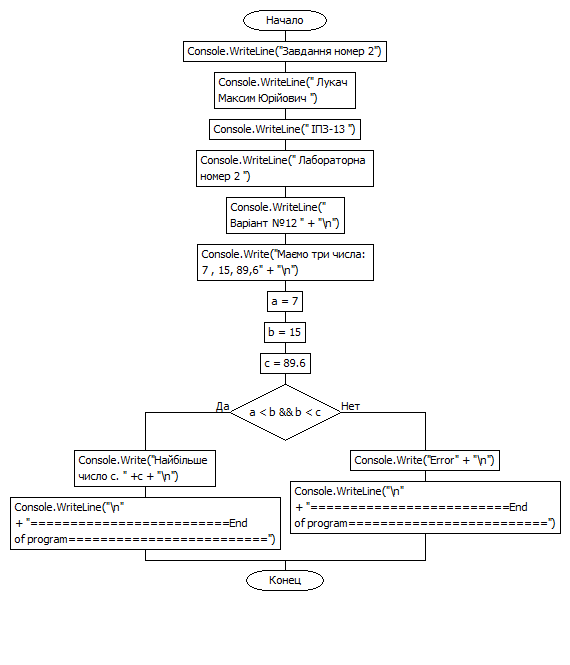 Начало
Console.WriteLine("Завдання номер 2")
Console.WriteLine(" Лукач
Максим Юрійович ")
Console.WriteLine(" ІПЗ-13 ")
Console.WriteLine(" Лабораторна
номер 2 ")
Console.WriteLine("
Варіант №12 " + "\n")
Console.Write("Маємо три числа:
7 , 15, 89,6" + "\n")
a = 7
b = 15
c = 89.6
a < b && b < c
Да
Нет
Console.Write("Найбільше
число c. " +c + "\n")
Console.WriteLine("\n"
+ "=========================End
of program=========================")
Console.Write("Error" + "\n")
Console.WriteLine("\n"
+ "=========================End
of program=========================")
Конец